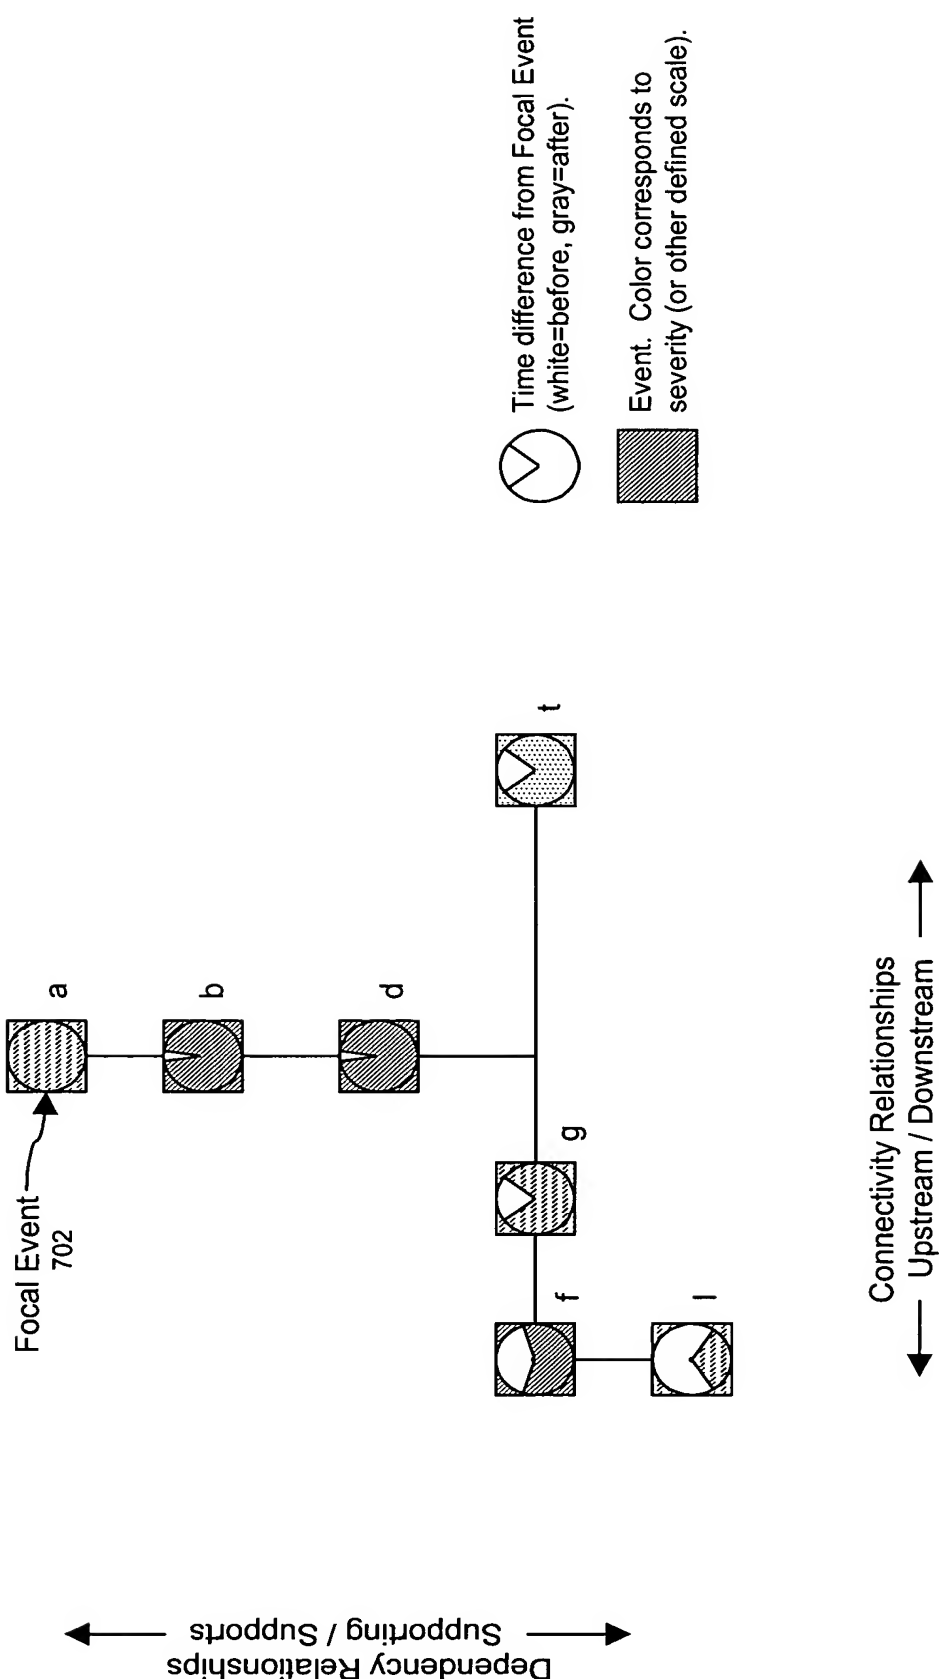 Focal Event
702
a
b
d
g
f
l
t
Time difference from Focal Event
(white=before, gray=after).
Event. Color corresponds to
severity (or other defined scale).
Dependency Relationships
Supporting / Supports
Connectivity Relationships
Upstream / Downstream